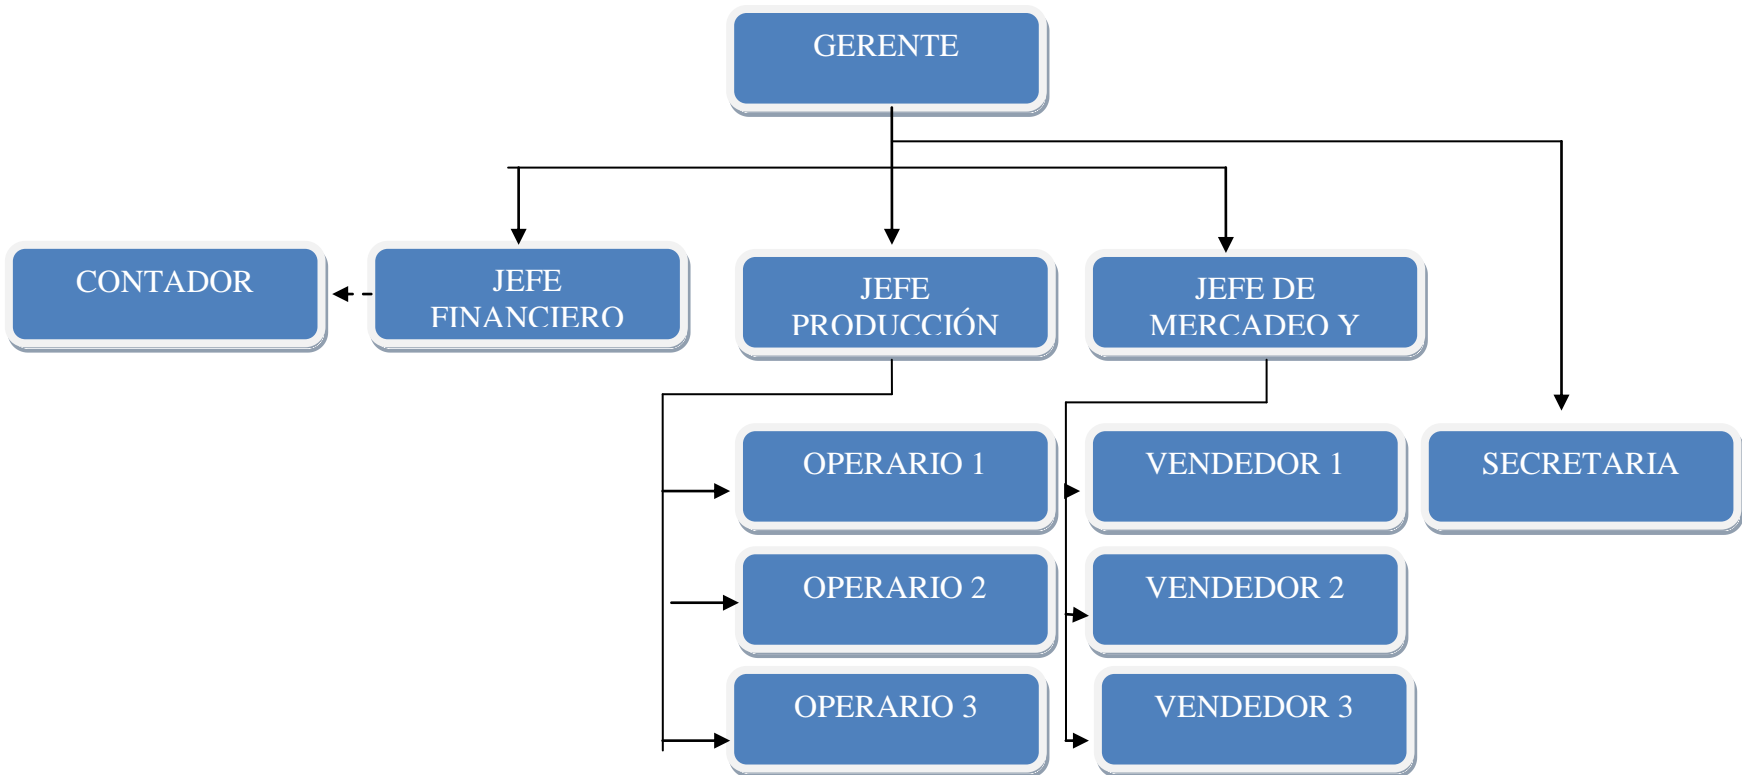 GERENTE
CONTADOR
JEFE
FINANCIERO
JEFE
PRODUCCIÓN
JEFE DE
MERCADEO Y
OPERARIO 1
VENDEDOR 1
SECRETARIA
OPERARIO 2
VENDEDOR 2
OPERARIO 3
VENDEDOR 3